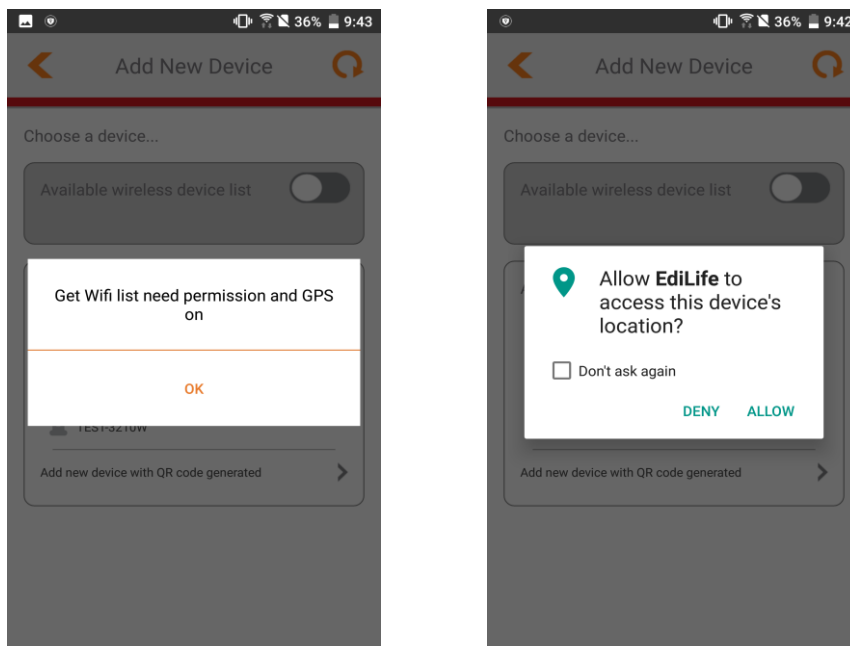 36% 9:43
Add New Device
Choose a device...
Available wireless device list
Get Wifi list need permission and GPS
on
OK
TEST-3210W
Add new device with QR code generated
36% 9:42
Add New Device
Choose a device...
Available wireless device list
Allow EdiLife to
access this device's
location?
Don't ask again
DENY ALLOW
Add new device with QR code generated